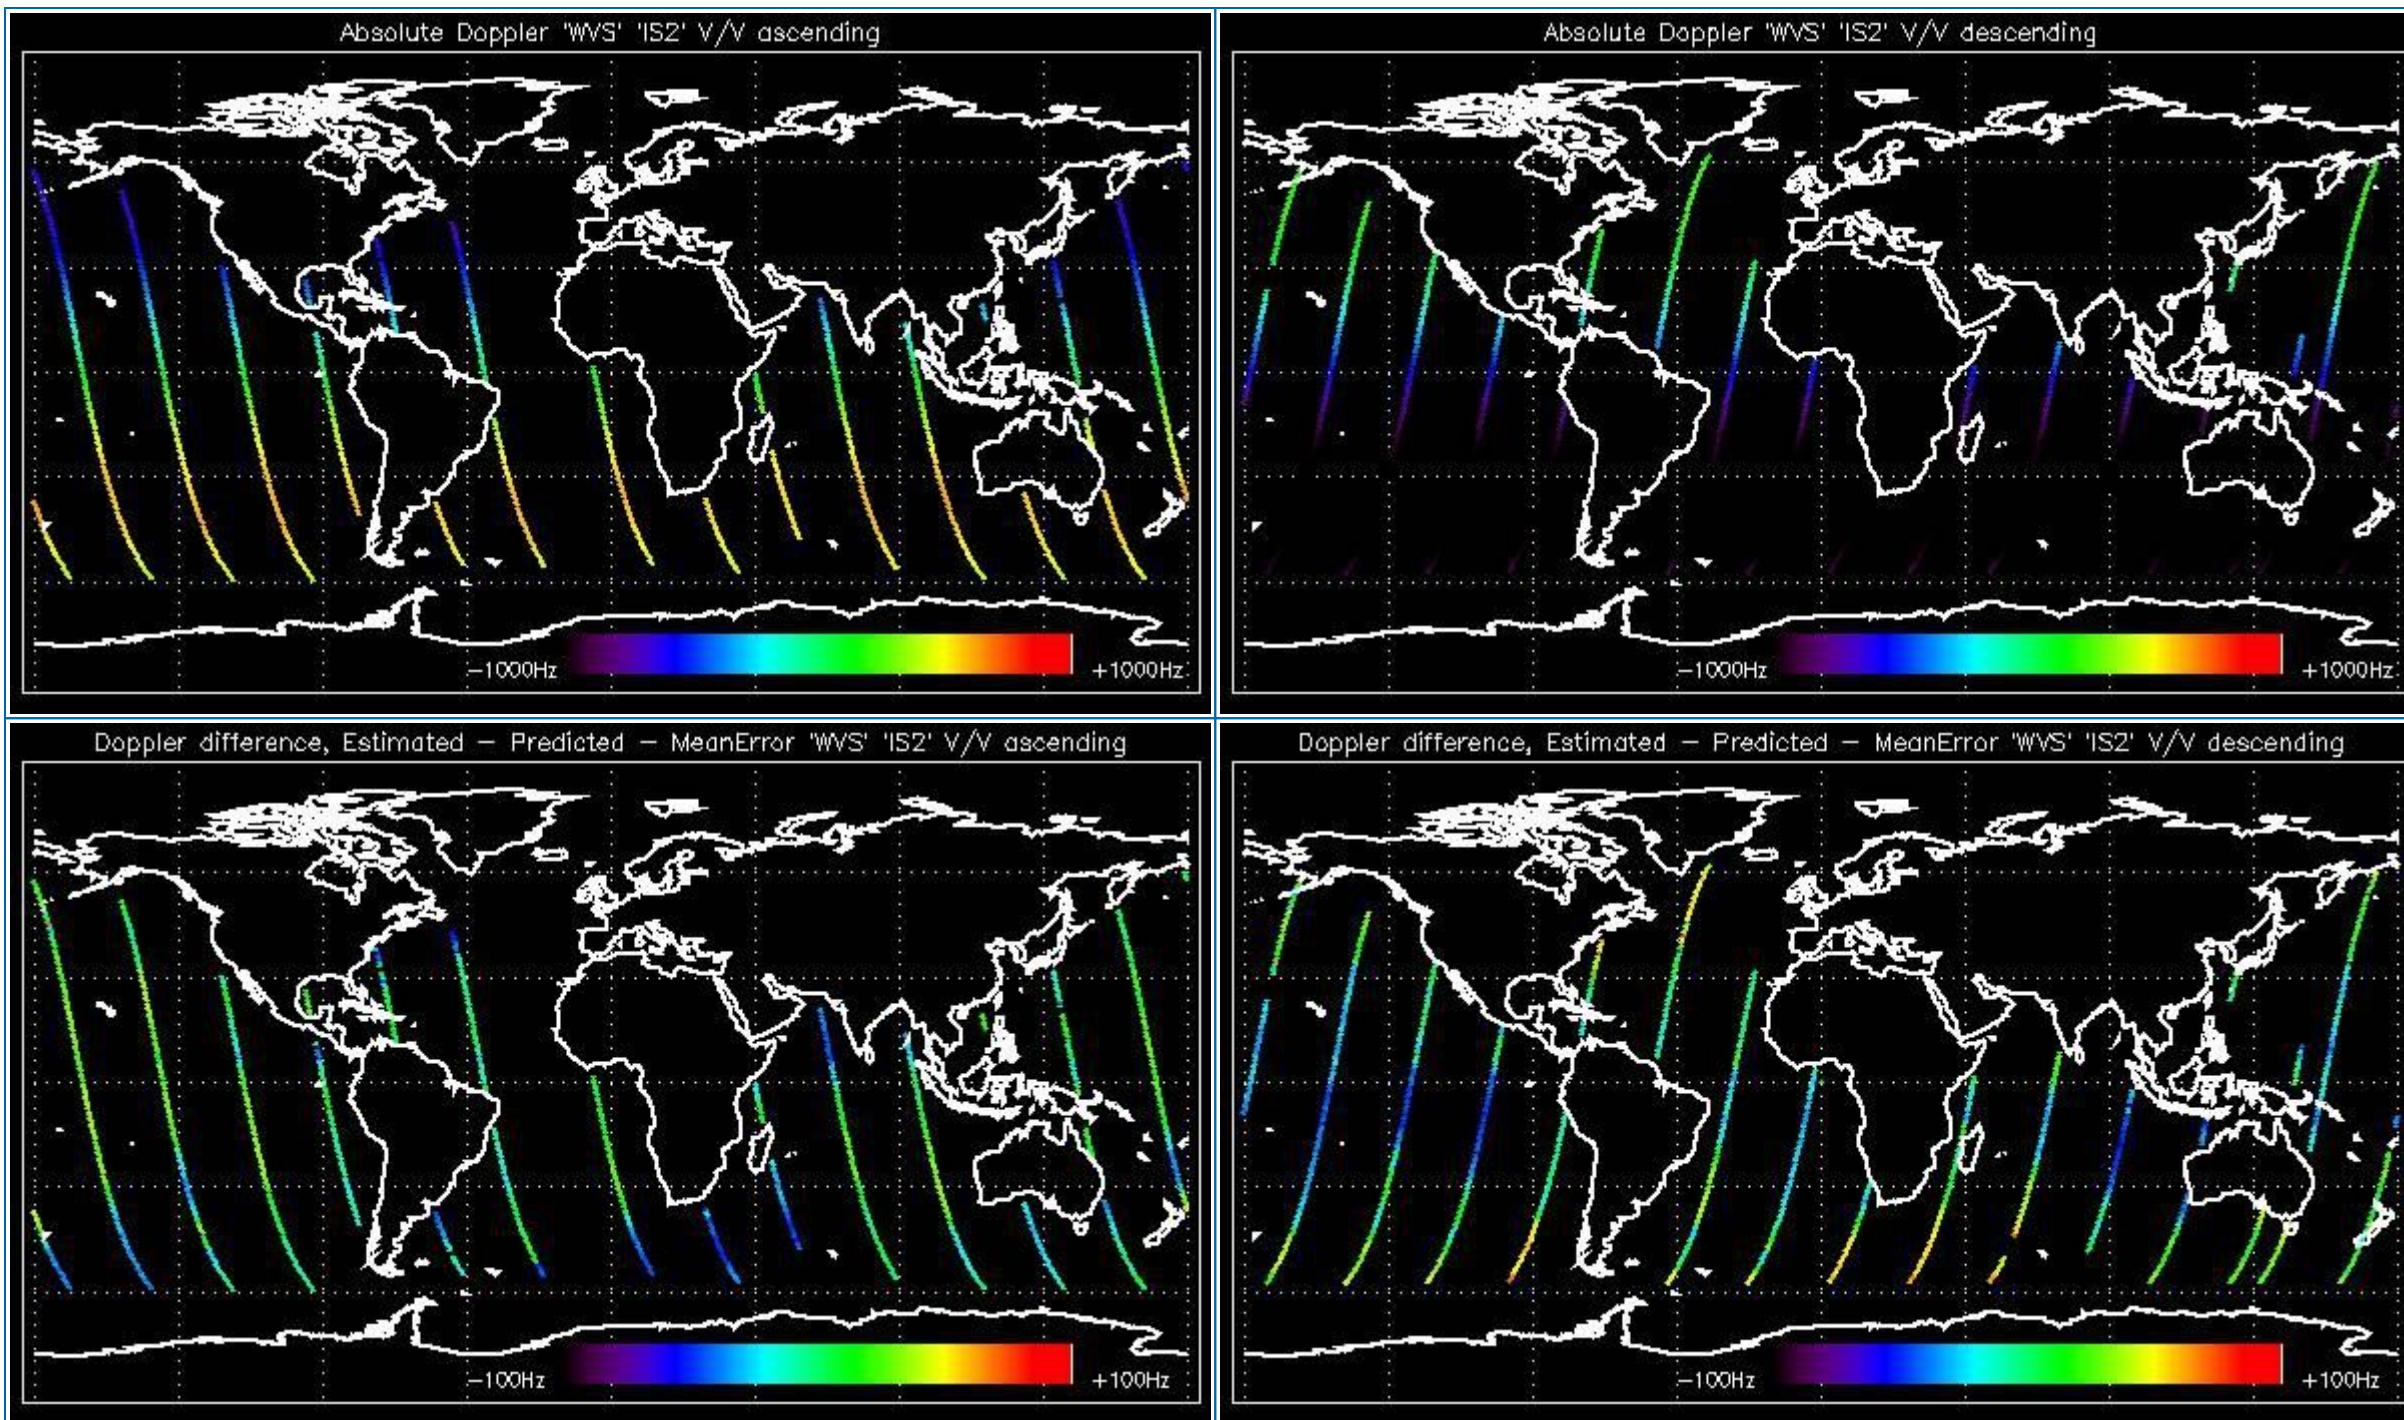 Absolute Doppler 'WVS' 'IS2' V/V ascending
-1000Hz
+1000Hz
Absolute Doppler 'WVS' 'IS2' V/V descending
-1000Hz
+1000Hz
Doppler difference, Estimated - Predicted - MeanError 'WVS' 'IS2' V/V ascending
-100Hz
+100Hz
Doppler difference, Estimated - Predicted - MeanError 'WVS' 'IS2' V/V descending
-100Hz
+100Hz